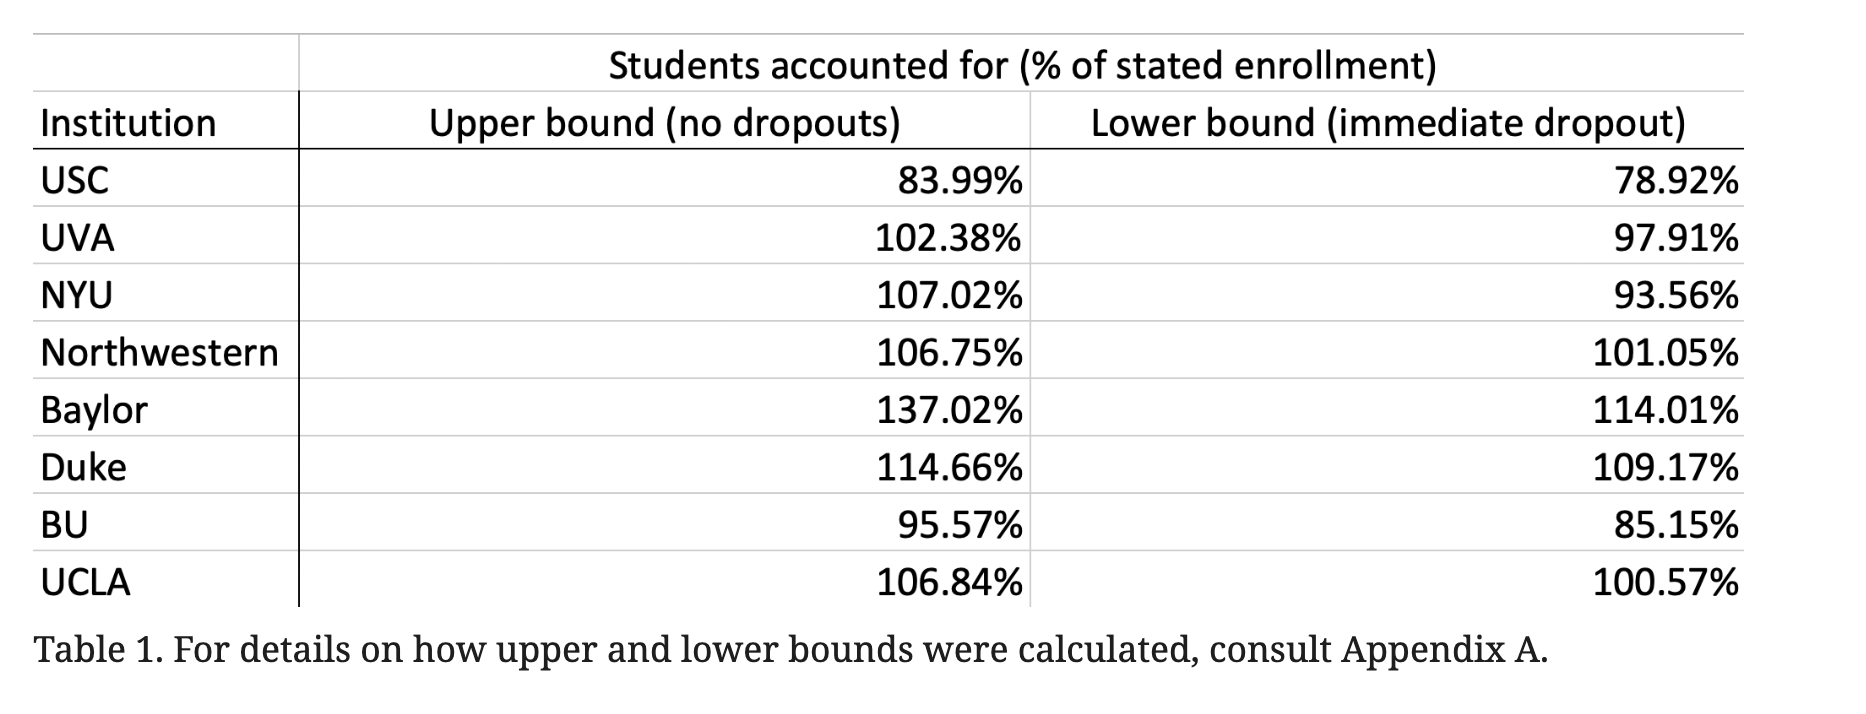 Students accounted for (% of stated enrollment)
Institution Upper bound (no dropouts) Lower bound (immediate dropout)
USC 83.99% 78.92%
UVA 102.38% 97.91%
NYU 107.02% 93.56%
Northwestern 106.75% 101.05%
Baylor 137.02% 114.01%
Duke 114.66% 109.17%
BU 95.57% 85.15%
UCLA 106.84% 100.57%
Table 1. For details on how upper and lower bounds were calculated, consult Appendix A.